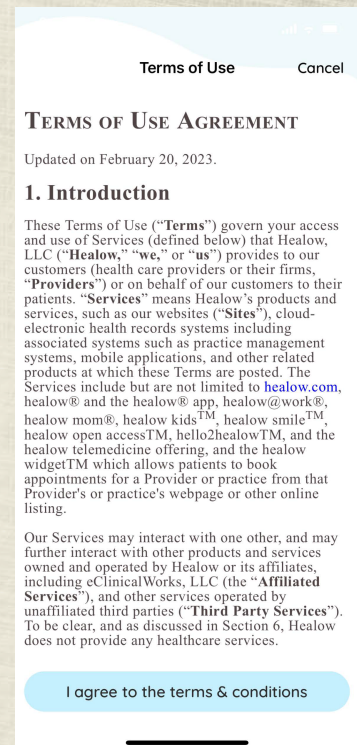 Terms of Use
Cancel
TERMS OF USE AGREEMENT
Updated on February 20, 2023.
1. Introduction
These Terms of Use (“Terms”) govern your access
and use of Services (defined below) that Healow,
LLC (“Healow,” “we,” or “us”) provides to our
customers (health care providers or their firms,
“Providers”) or on behalf of our customers to their
patients. “Services” means Healow’s products and
services, such as our websites (“Sites”), cloud-
electronic health records systems including
associated systems such as practice management
systems, mobile applications, and other related
products at which these Terms are posted. The
Services include but are not limited to healow.com,
healow® and the healow® app, healow@work®,
healow mom®, healow kids™, healow smile™,
healow open accessTM, hello2healowTM, and the
healow telemedicine offering, and the healow
widgetTM which allows patients to book
appointments for a Provider or practice from that
Provider's or practice's webpage or other online
listing.
Our Services may interact with one other, and may
further interact with other products and services
owned and operated by Healow or its affiliates,
including eClinicalWorks, LLC (the “Affiliated
Services”), and other services operated by
unaffiliated third parties (“Third Party Services”).
To be clear, and as discussed in Section 6, Healow
does not provide any healthcare services.
I agree to the terms & conditions